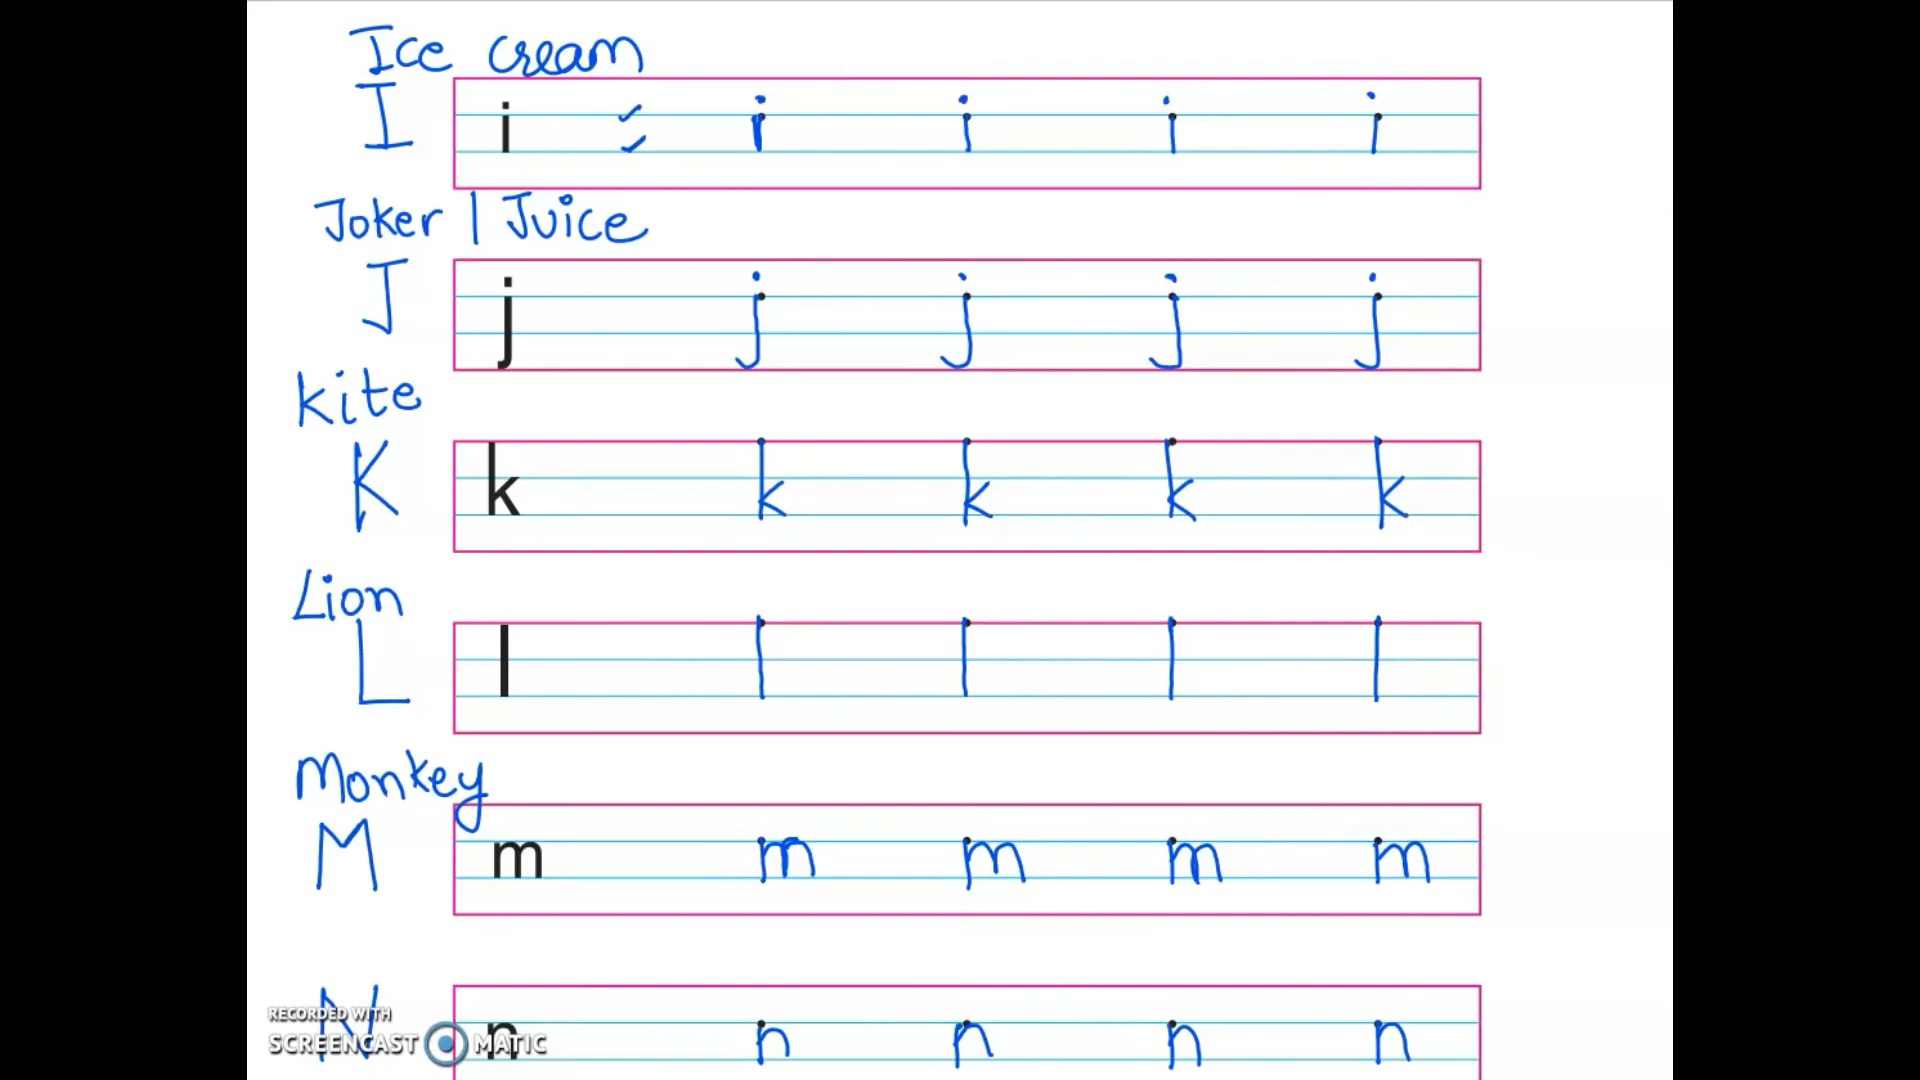 Ice cream
I i i i i i
Joker | Juice
J j j j j j
kite
K k k k k k
Lion
L l l l l l
Monkey
M m m m m m
N n n n n n
RECORDED WITH
SCREENCAST MATIC